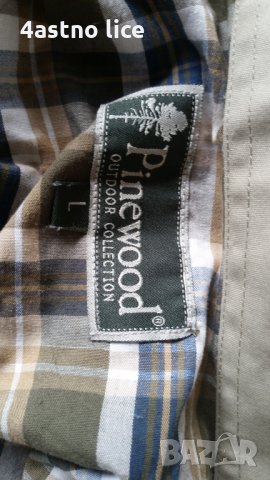 4astno lice
Pinewood®
OUTDOOR COLLECTION
L
BAZAR